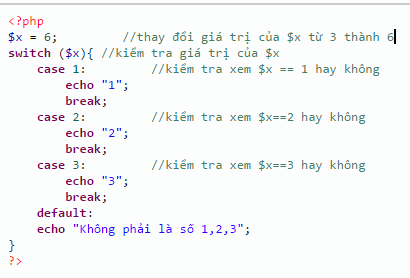 <?php
$x = 6;          //thay đổi giá trị của $x từ 3 thành 6
switch ($x){ //kiểm tra giá trị của $x
    case 1:          //kiểm tra xem $x == 1 hay không
        echo "1";
        break;
    case 2:          //kiểm tra xem $x==2 hay không
        echo "2";
        break;
    case 3:          //kiểm tra xem $x==3 hay không
        echo "3";
        break;
    default:
    echo "Không phải là số 1,2,3";
}
?>